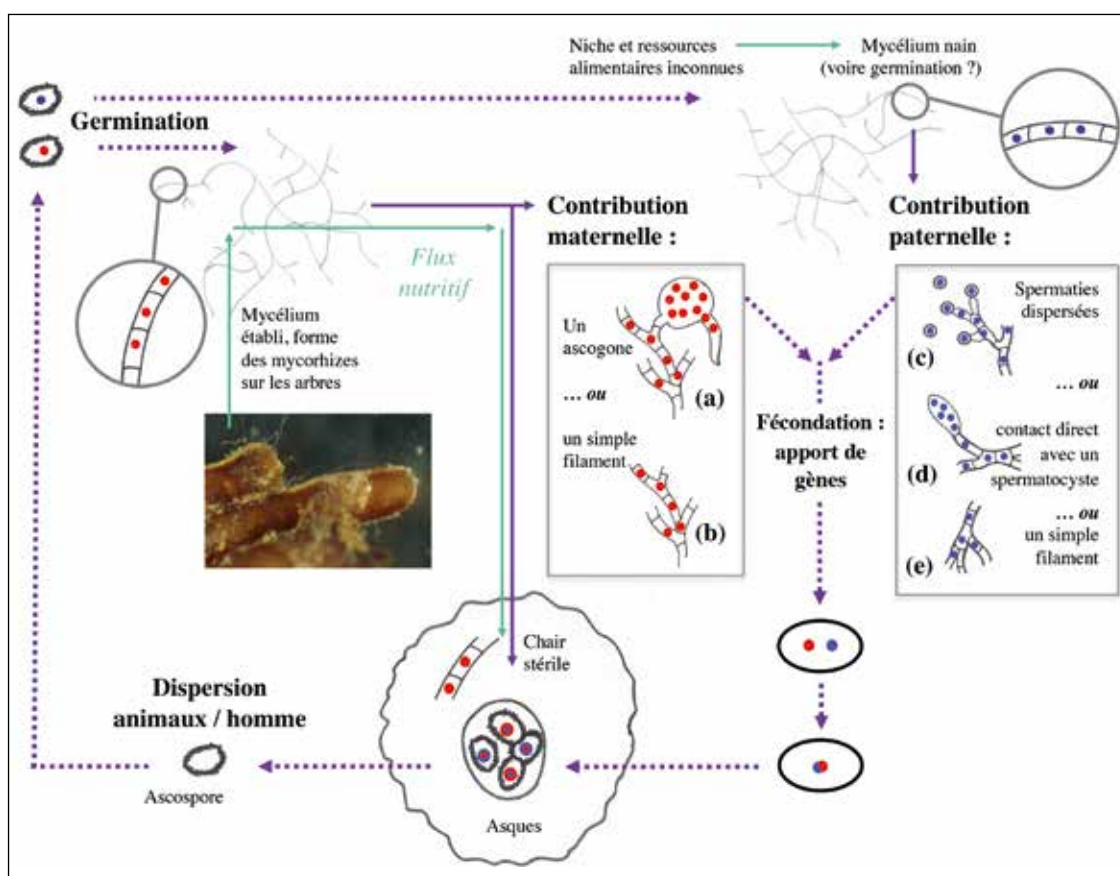 Niche et ressources
alimentaires inconnues
Mycélium nain
(voire germination ?)
Germination
Contribution
maternelle :
Contribution
paternelle :
Flux
nutritif
Mycélium
établi, forme
des mycorhizes
sur les arbres
Un
ascogone
(a)
... ou
un simple
filament
(b)
Fécondation :
apport de
gènes
Spermaties
dispersées
(c)
... ou
contact direct
avec un
spermatocyste
(d)
... ou
un simple
filament
(e)
Chair
stérile
Dispersion
animaux / homme
Ascospore
Asques